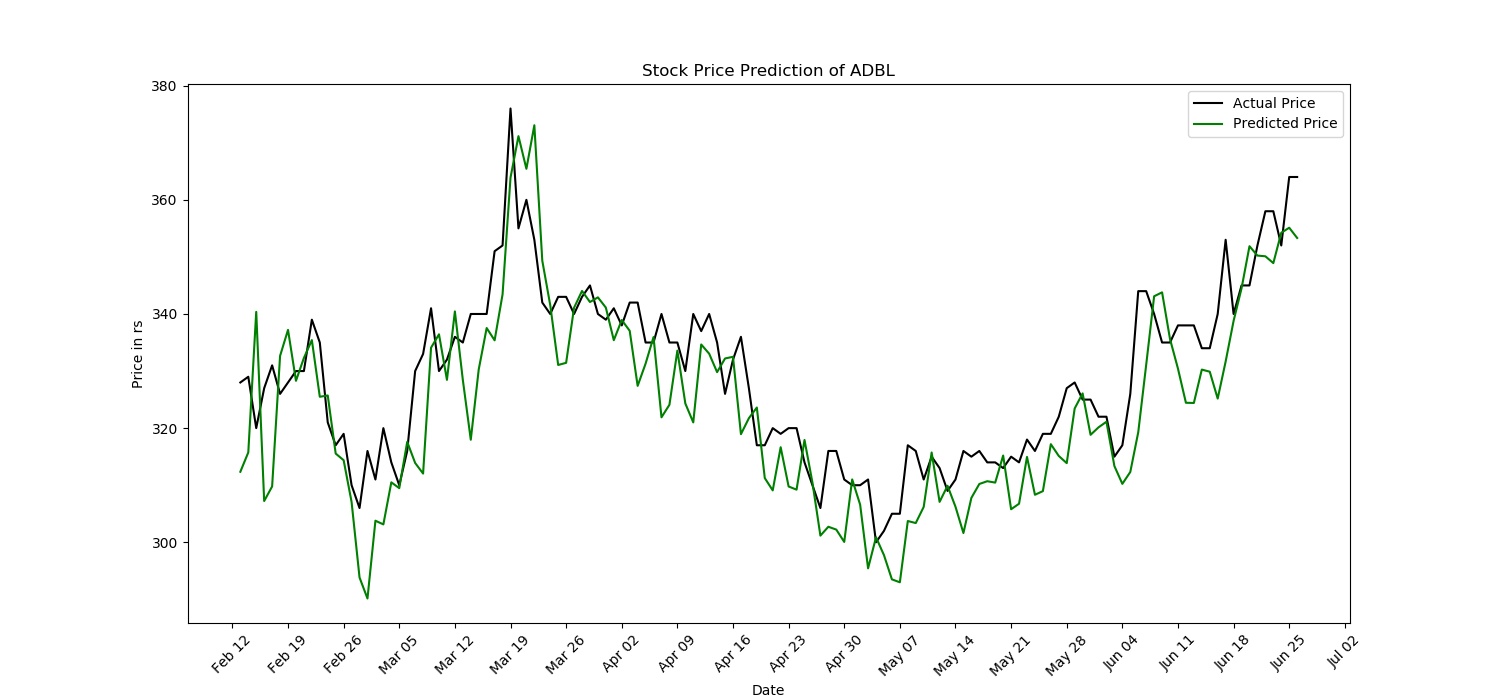 Stock Price Prediction of ADBL
Actual Price
Predicted Price
380
360
340
320
300
Price in rs
Feb 12
Feb 19
Feb 26
Mar 05
Mar 12
Mar 19
Mar 26
Apr 02
Apr 09
Apr 16
Apr 23
Apr 30
May 07
May 14
May 21
May 28
Jun 04
Jun 11
Jun 18
Jun 25
Jul 02
Date